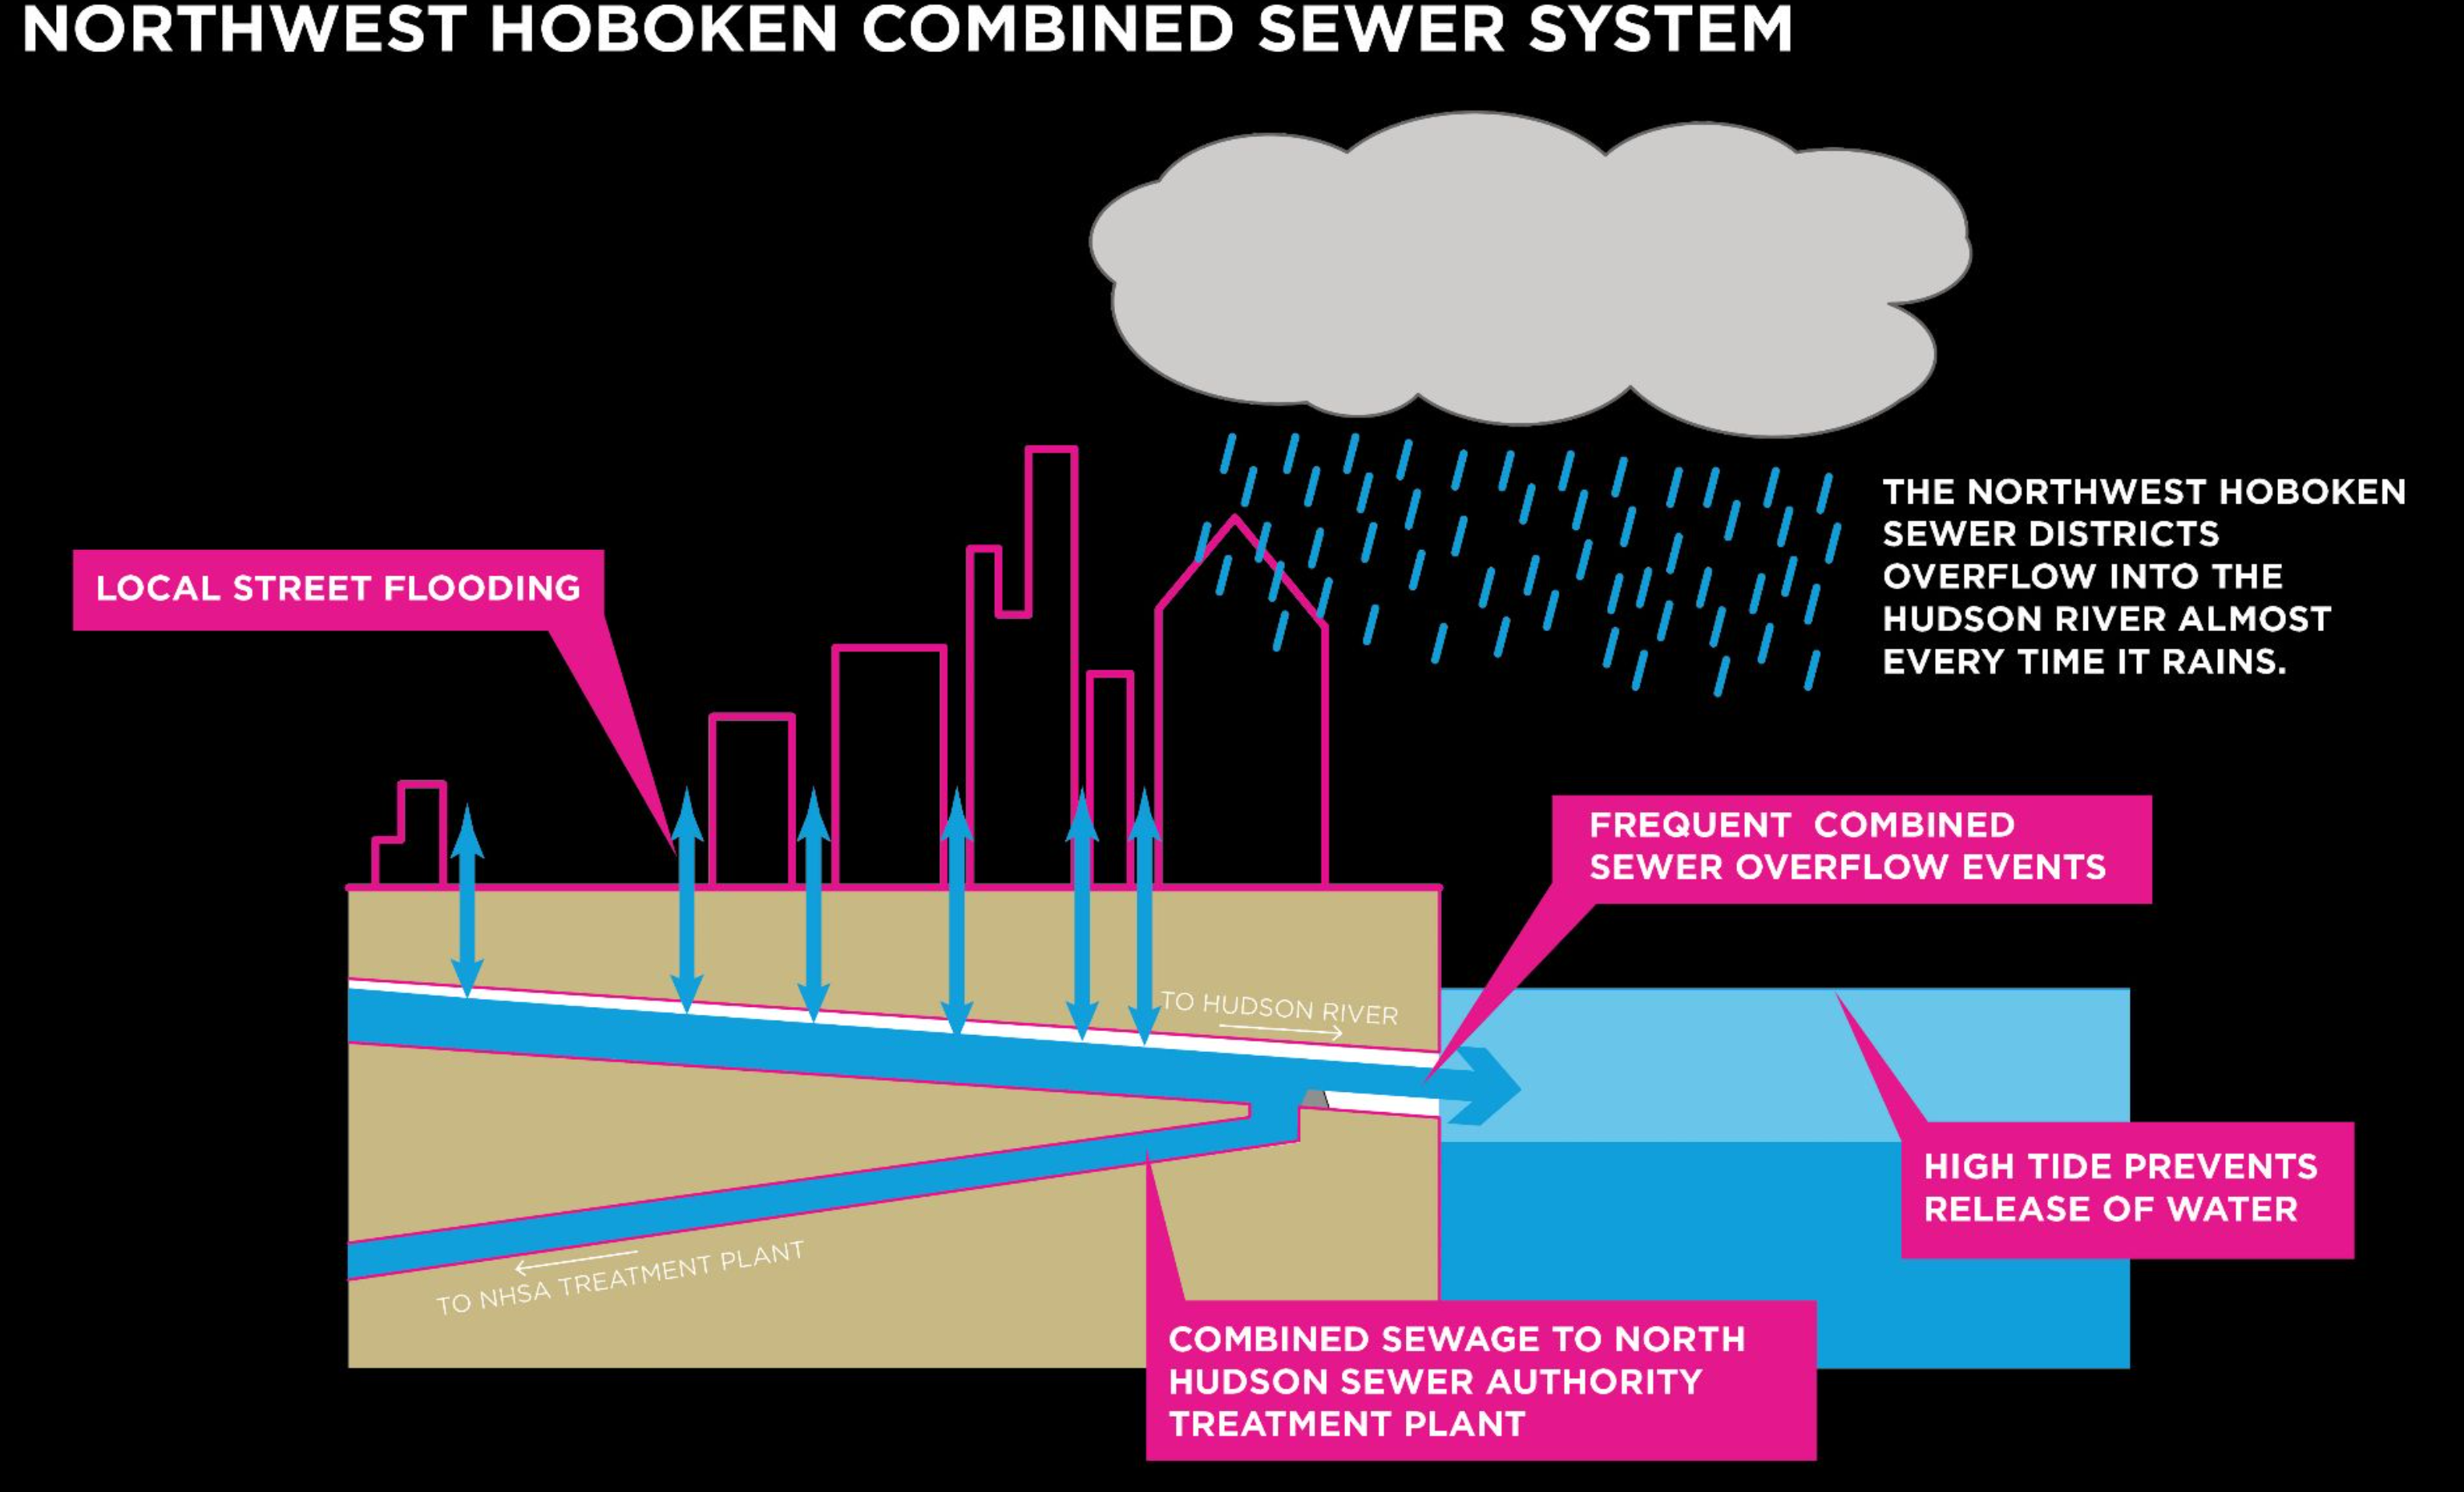 NORTHWEST HOBOKEN COMBINED SEWER SYSTEM
THE NORTHWEST HOBOKEN
SEWER DISTRICTS
OVERFLOW INTO THE
HUDSON RIVER ALMOST
EVERY TIME IT RAINS.
LOCAL STREET FLOODING
FREQUENT COMBINED
SEWER OVERFLOW EVENTS
TO HUDSON RIVER
HIGH TIDE PREVENTS
RELEASE OF WATER
TO NHSA TREATMENT PLANT
COMBINED SEWAGE TO NORTH
HUDSON SEWER AUTHORITY
TREATMENT PLANT